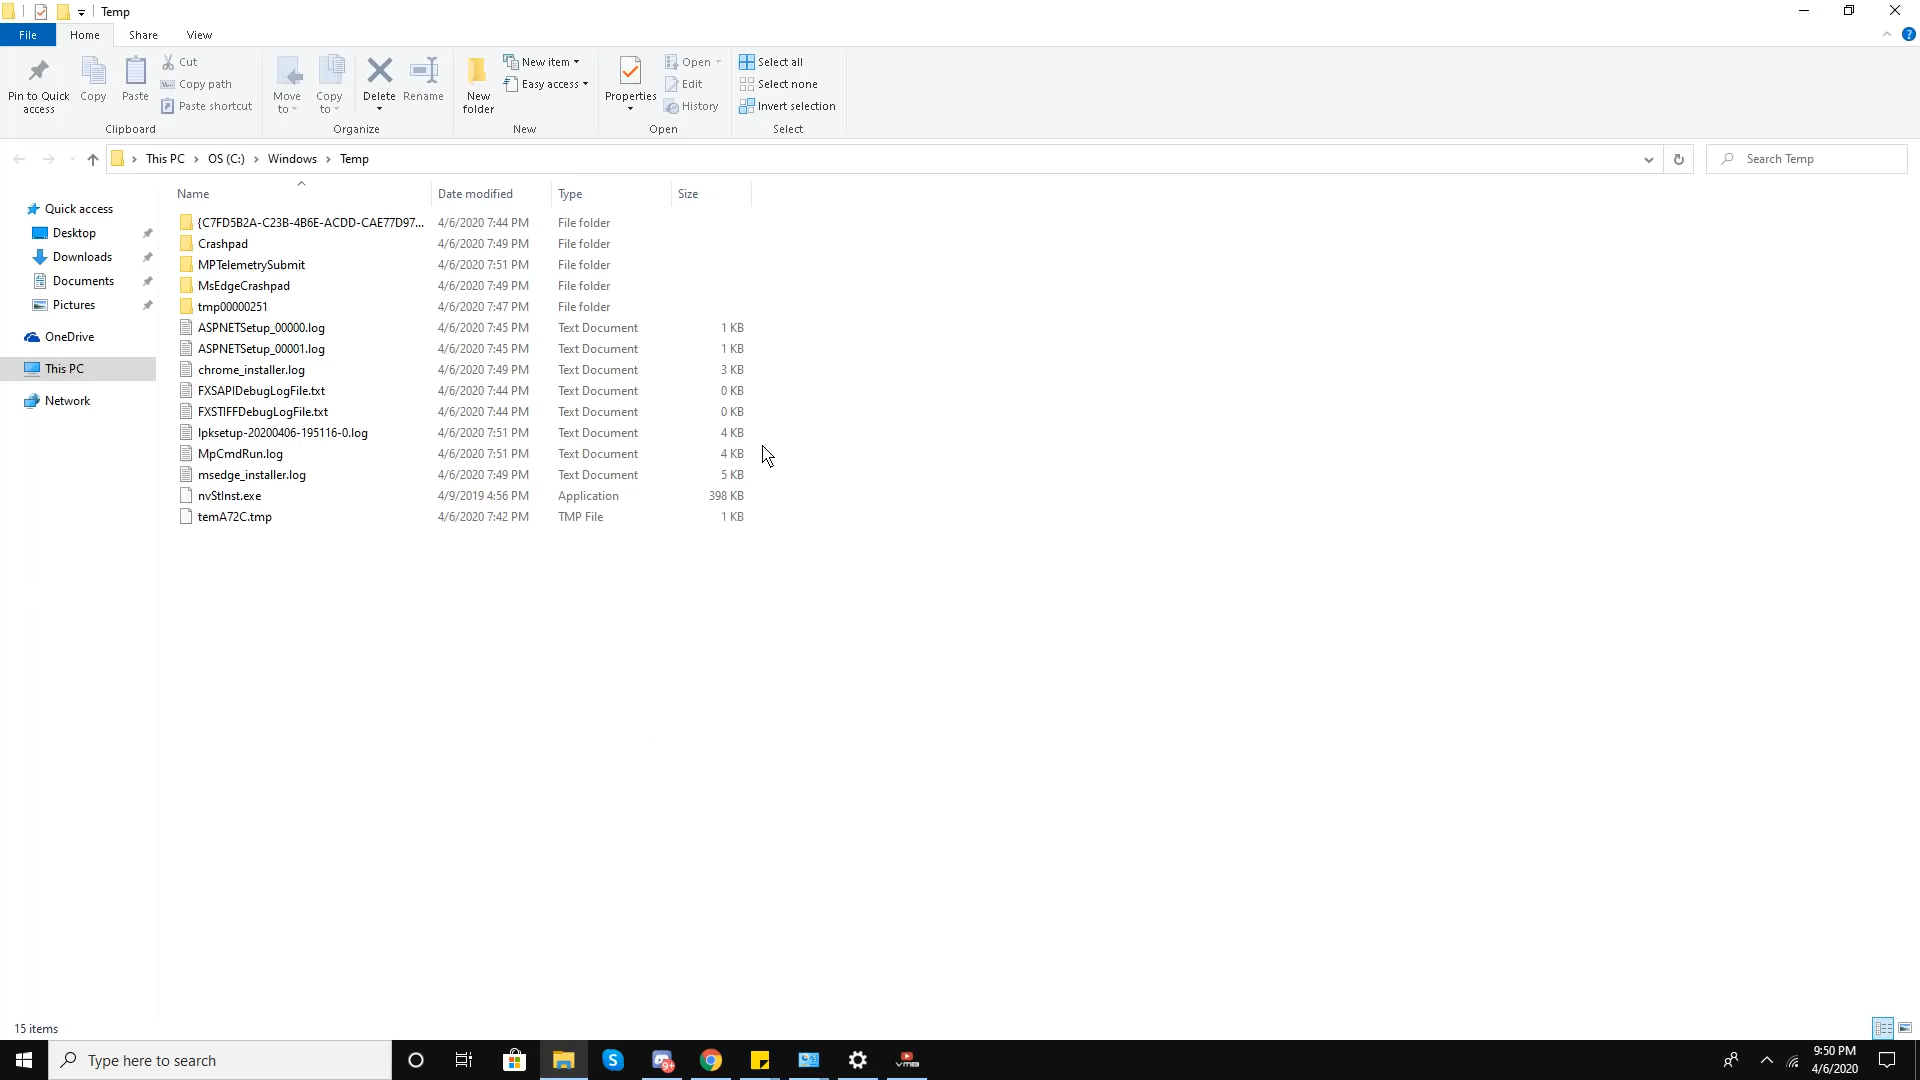 Temp
File Home Share View
Pin to Quick access
Copy
Paste
Cut
Copy path
Paste shortcut
Clipboard
Move to
Copy to
Delete
Rename
Organize
New folder
New item
Easy access
New
Properties
Open
Edit
History
Open
Select all
Select none
Invert selection
Select
This PC › OS (C:) › Windows › Temp
Search Temp
Name Date modified Type Size
Quick access
Desktop
Downloads
Documents
Pictures
OneDrive
This PC
Network
{C7FD5B2A-C23B-4B6E-ACDD-CAE77D97... 4/6/2020 7:44 PM File folder
Crashpad 4/6/2020 7:49 PM File folder
MPTelemetrySubmit 4/6/2020 7:51 PM File folder
MsEdgeCrashpad 4/6/2020 7:49 PM File folder
tmp00000251 4/6/2020 7:47 PM File folder
ASPNETSetup_00000.log 4/6/2020 7:45 PM Text Document 1 KB
ASPNETSetup_00001.log 4/6/2020 7:45 PM Text Document 1 KB
chrome_installer.log 4/6/2020 7:49 PM Text Document 3 KB
FXSAPIDebugLogFile.txt 4/6/2020 7:44 PM Text Document 0 KB
FXSTIFFDebugLogFile.txt 4/6/2020 7:44 PM Text Document 0 KB
lpksetup-20200406-195116-0.log 4/6/2020 7:51 PM Text Document 4 KB
MpCmdRun.log 4/6/2020 7:51 PM Text Document 4 KB
msedge_installer.log 4/6/2020 7:49 PM Text Document 5 KB
nvStInst.exe 4/9/2019 4:56 PM Application 398 KB
temA72C.tmp 4/6/2020 7:42 PM TMP File 1 KB
15 items
Type here to search
9+
9:50 PM
4/6/2020